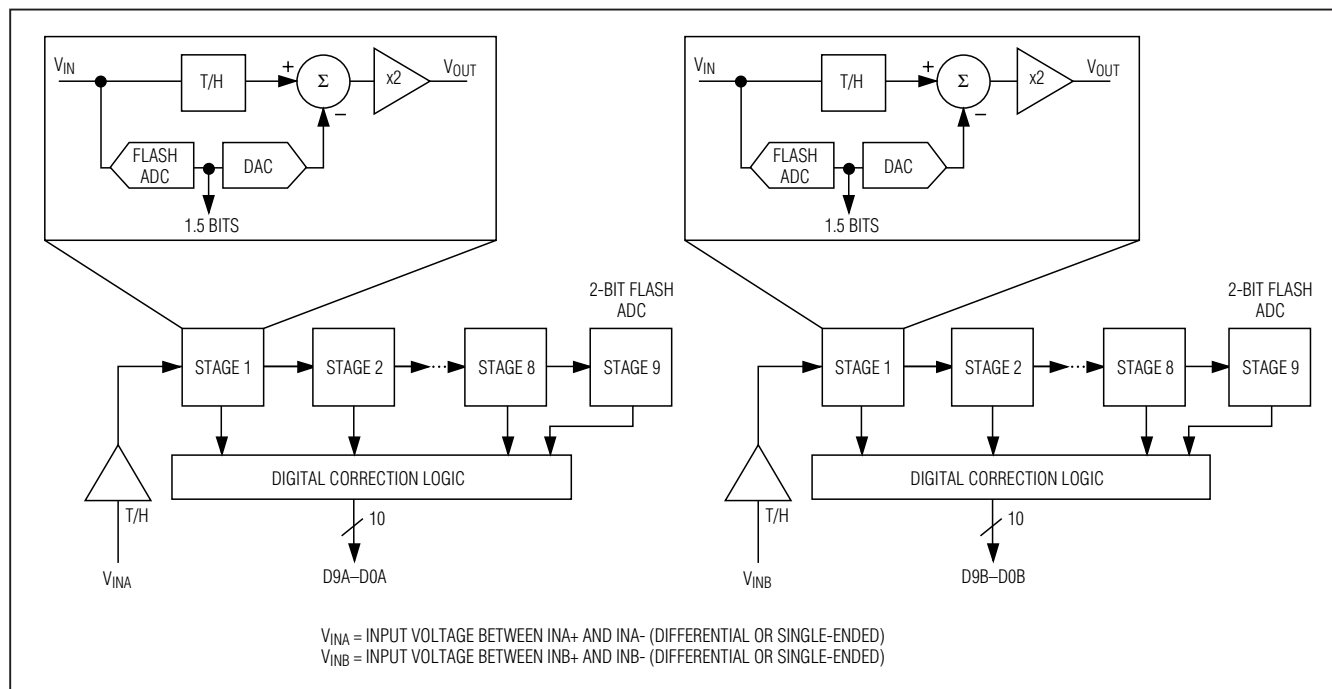 VIN
T/H
+
Σ
−
x2
VOUT
FLASH
ADC
DAC
1.5 BITS
2-BIT FLASH
ADC
STAGE 1
STAGE 2
STAGE 8
STAGE 9
DIGITAL CORRECTION LOGIC
T/H
10
VINA
D9A–D0A
VIN
T/H
+
Σ
−
x2
VOUT
FLASH
ADC
DAC
1.5 BITS
2-BIT FLASH
ADC
STAGE 1
STAGE 2
STAGE 8
STAGE 9
DIGITAL CORRECTION LOGIC
T/H
10
VINB
D9B–D0B
VINA = INPUT VOLTAGE BETWEEN INA+ AND INA- (DIFFERENTIAL OR SINGLE-ENDED)
VINB = INPUT VOLTAGE BETWEEN INB+ AND INB- (DIFFERENTIAL OR SINGLE-ENDED)